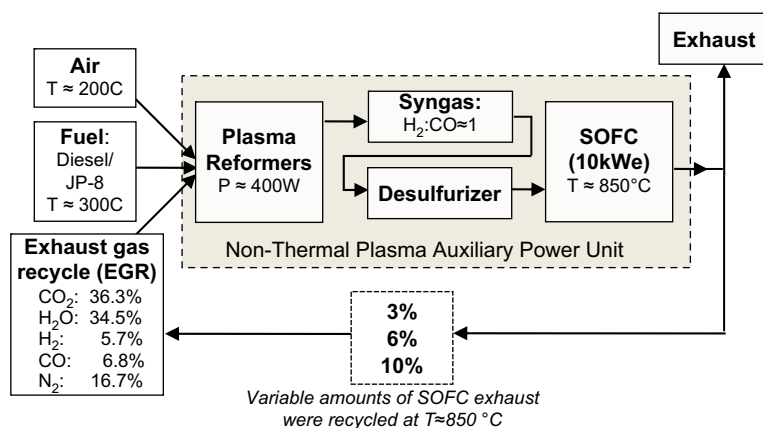 Exhaust
Air
T ≈ 200C
Fuel:
Diesel/
JP-8
T ≈ 300C
Plasma
Reformers
P ≈ 400W
Syngas:
H₂:CO≈1
Desulfurizer
SOFC
(10kWe)
T ≈ 850°C
Non-Thermal Plasma Auxiliary Power Unit
Exhaust gas
recycle (EGR)
CO₂: 36.3%
H₂O: 34.5%
H₂: 5.7%
CO: 6.8%
N₂: 16.7%
3%
6%
10%
Variable amounts of SOFC exhaust
were recycled at T≈850 °C